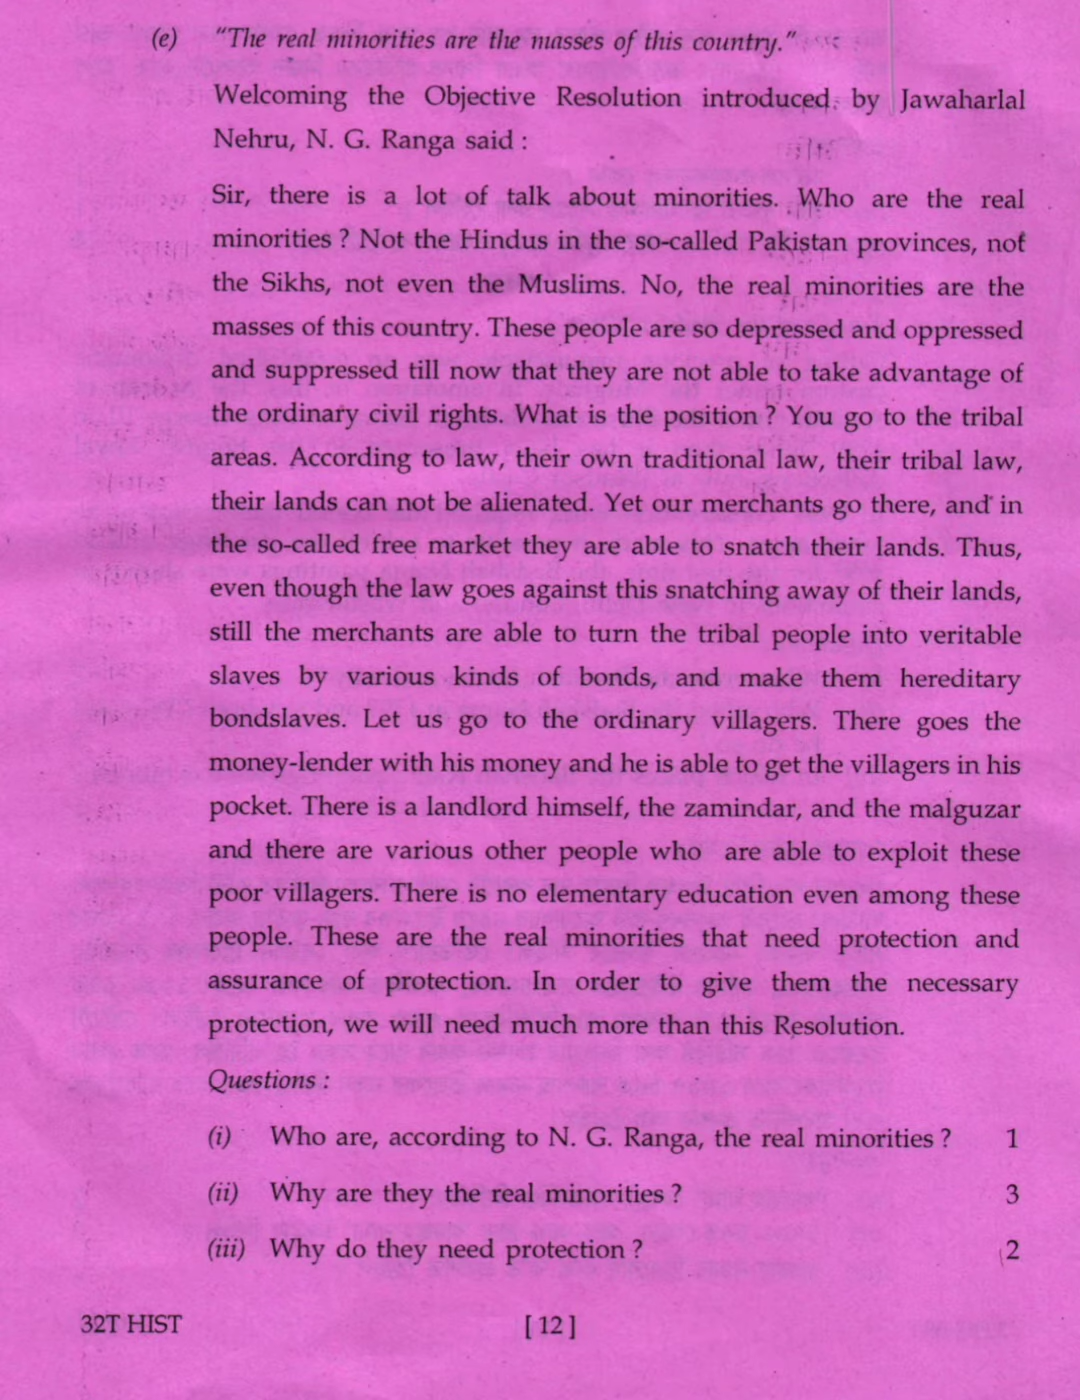 (e) "The real minorities are the masses of this country."
Welcoming the Objective Resolution introduced by Jawaharlal
Nehru, N. G. Ranga said :
Sir, there is a lot of talk about minorities. Who are the real
minorities ? Not the Hindus in the so-called Pakistan provinces, not
the Sikhs, not even the Muslims. No, the real minorities are the
masses of this country. These people are so depressed and oppressed
and suppressed till now that they are not able to take advantage of
the ordinary civil rights. What is the position ? You go to the tribal
areas. According to law, their own traditional law, their tribal law,
their lands can not be alienated. Yet our merchants go there, and in
the so-called free market they are able to snatch their lands. Thus,
even though the law goes against this snatching away of their lands,
still the merchants are able to turn the tribal people into veritable
slaves by various kinds of bonds, and make them hereditary
bondslaves. Let us go to the ordinary villagers. There goes the
money-lender with his money and he is able to get the villagers in his
pocket. There is a landlord himself, the zamindar, and the malguzar
and there are various other people who are able to exploit these
poor villagers. There is no elementary education even among these
people. These are the real minorities that need protection and
assurance of protection. In order to give them the necessary
protection, we will need much more than this Resolution.
Questions :
(i) Who are, according to N. G. Ranga, the real minorities ? 1
(ii) Why are they the real minorities ? 3
(iii) Why do they need protection ? 2
32T HIST [ 12 ]